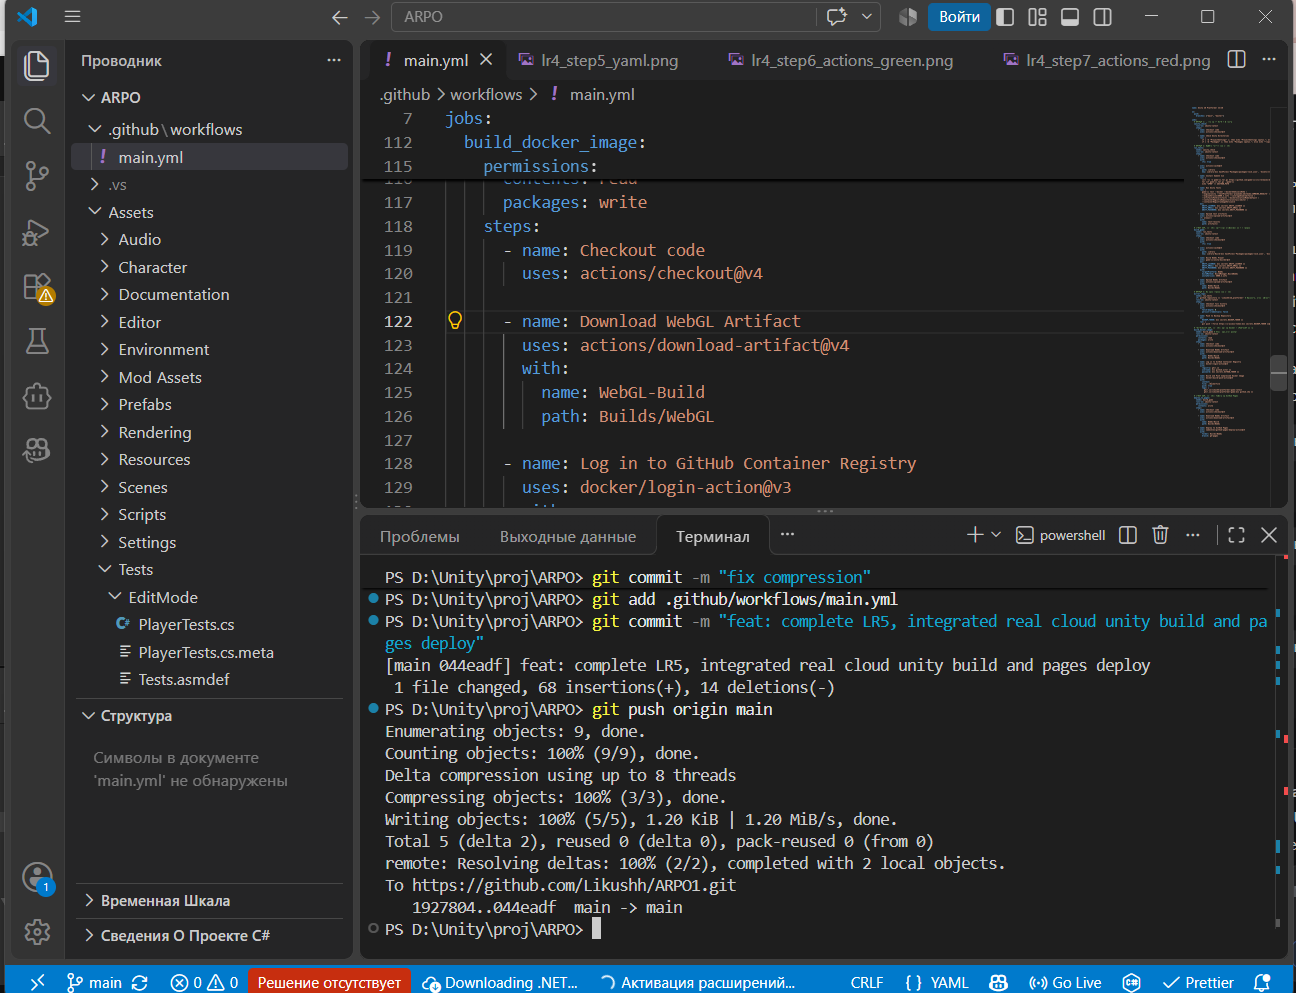 ARPO
Войти
Проводник
main.yml
lr4_step5_yaml.png
lr4_step6_actions_green.png
lr4_step7_actions_red.png
.github > workflows > ! main.yml
ARPO
.github\workflows
! main.yml
.vs
Assets
Audio
Character
Documentation
Editor
Environment
Mod Assets
Prefabs
Rendering
Resources
Scenes
Scripts
Settings
Tests
EditMode
C# PlayerTests.cs
PlayerTests.cs.meta
Tests.asmdef
Структура
Символы в документе
'main.yml' не обнаружены
Временная Шкала
Сведения О Проекте C#
7 jobs:
112 build_docker_image:
115 permissions:
116 contents: read
117 packages: write
118 steps:
119 - name: Checkout code
120 uses: actions/checkout@v4
121
122 - name: Download WebGL Artifact
123 uses: actions/download-artifact@v4
124 with:
125 name: WebGL-Build
126 path: Builds/WebGL
127
128 - name: Log in to GitHub Container Registry
129 uses: docker/login-action@v3
Проблемы
Выходные данные
Терминал
powershell
PS D:\Unity\proj\ARPO> git commit -m "fix compression"
PS D:\Unity\proj\ARPO> git add .github/workflows/main.yml
PS D:\Unity\proj\ARPO> git commit -m "feat: complete LR5, integrated real cloud unity build and pa
ges deploy"
[main 044eadf] feat: complete LR5, integrated real cloud unity build and pages deploy
1 file changed, 68 insertions(+), 14 deletions(-)
PS D:\Unity\proj\ARPO> git push origin main
Enumerating objects: 9, done.
Counting objects: 100% (9/9), done.
Delta compression using up to 8 threads
Compressing objects: 100% (3/3), done.
Writing objects: 100% (5/5), 1.20 KiB | 1.20 MiB/s, done.
Total 5 (delta 2), reused 0 (delta 0), pack-reused 0 (from 0)
remote: Resolving deltas: 100% (2/2), completed with 2 local objects.
To https://github.com/Likushh/ARPO1.git
1927804..044eadf main -> main
PS D:\Unity\proj\ARPO>
1
main
0
0
Решение отсутствует
Downloading .NET...
Активация расширений...
CRLF
{ } YAML
Go Live
Prettier